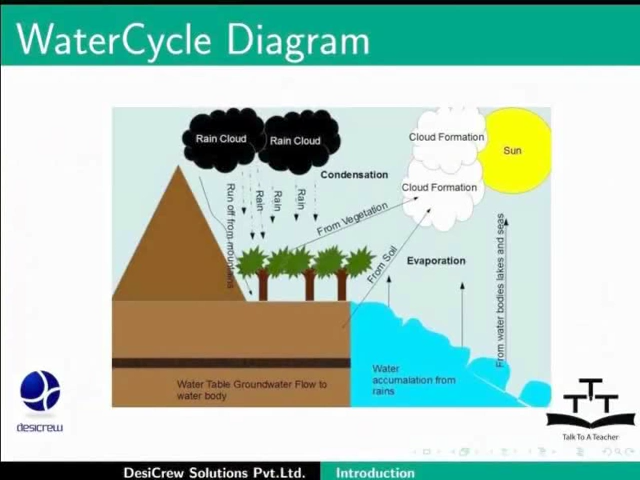 WaterCycle Diagram
Rain Cloud
Rain Cloud
Cloud Formation
Sun
Cloud Formation
Condensation
Run off from mountains
Rain
Rain
Rain
From Vegetation
From Soil
Evaporation
From water bodies lakes and seas
Water
accumalation from
rains
Water Table Groundwater Flow to
water body
desicrew
TTT
Talk To A Teacher
DesiCrew Solutions Pvt.Ltd.
Introduction